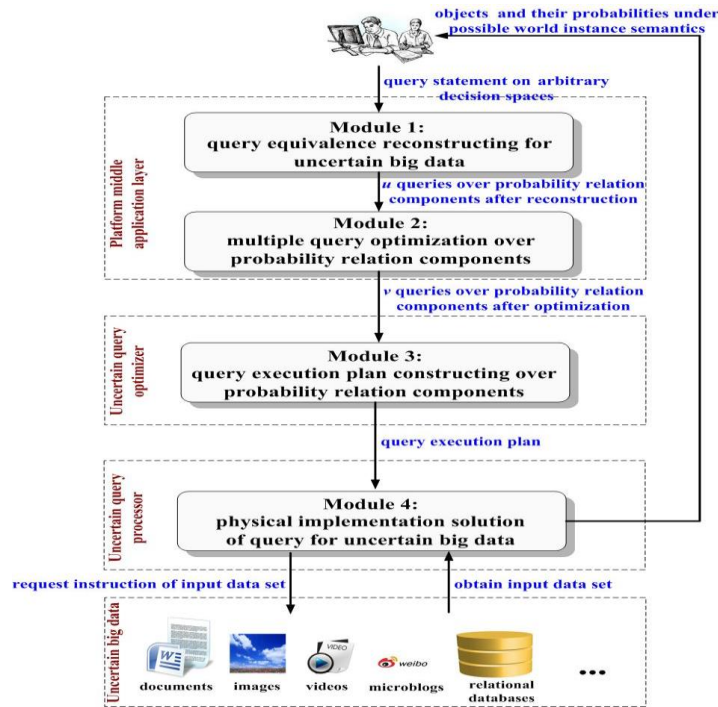 objects and their probabilities under
possible world instance semantics
query statement on arbitrary
decision spaces
Platform middle
application layer
Module 1:
query equivalence reconstructing for
uncertain big data
u queries over probability relation
components after reconstruction
Module 2:
multiple query optimization over
probability relation components
v queries over probability relation
components after optimization
Uncertain query
optimizer
Module 3:
query execution plan constructing over
probability relation components
query execution plan
Uncertain query
processor
Module 4:
physical implementation solution
of query for uncertain big data
request instruction of input data set
obtain input data set
Uncertain big data
W
VIDEO
weibo
documents
images
videos
microblogs
relational
databases
...